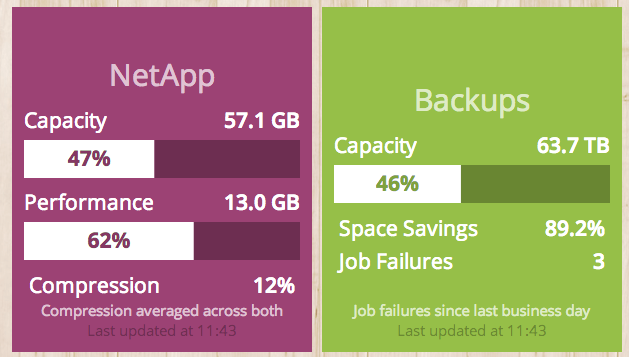 NetApp
Capacity 57.1 GB
47%
Performance 13.0 GB
62%
Compression 12%
Compression averaged across both
Last updated at 11:43
Backups
Capacity 63.7 TB
46%
Space Savings 89.2%
Job Failures 3
Job failures since last business day
Last updated at 11:43